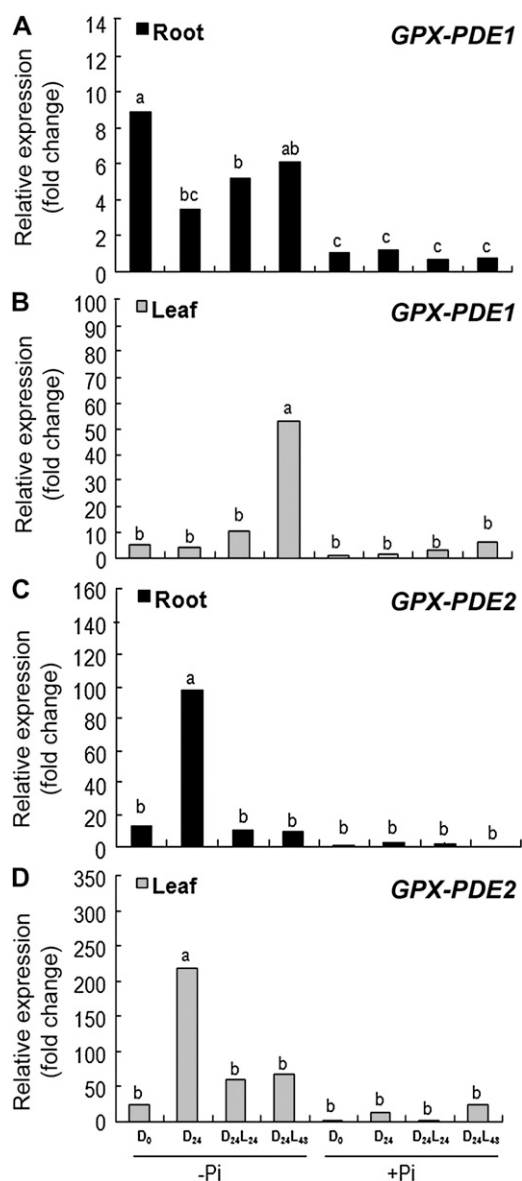 A
Root
GPX-PDE1
Relative expression
(fold change)
14
12
10
8
6
4
2
0
a
bc
b
ab
c
c
c
c
B
Leaf
GPX-PDE1
Relative expression
(fold change)
100
90
80
70
60
50
40
30
20
10
0
b
b
b
a
b
b
b
b
C
Root
GPX-PDE2
Relative expression
(fold change)
160
140
120
100
80
60
40
20
0
b
a
b
b
b
b
b
b
D
Leaf
GPX-PDE2
Relative expression
(fold change)
350
300
250
200
150
100
50
0
b
a
b
b
b
b
b
b
D0 D24 D24L24 D24L48 D0 D24 D24L24 D24L48
-Pi +Pi